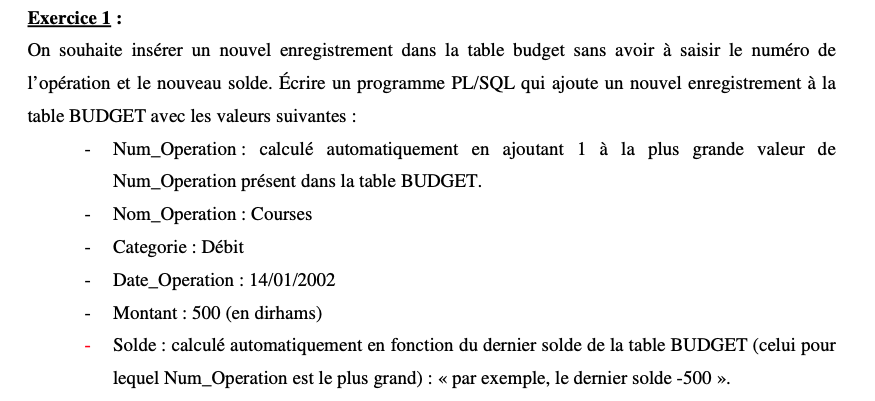 Exercice 1 :
On souhaite insérer un nouvel enregistrement dans la table budget sans avoir à saisir le numéro de
l’opération et le nouveau solde. Écrire un programme PL/SQL qui ajoute un nouvel enregistrement à la
table BUDGET avec les valeurs suivantes :
- Num_Operation : calculé automatiquement en ajoutant 1 à la plus grande valeur de
Num_Operation présent dans la table BUDGET.
- Nom_Operation : Courses
- Categorie : Débit
- Date_Operation : 14/01/2002
- Montant : 500 (en dirhams)
- Solde : calculé automatiquement en fonction du dernier solde de la table BUDGET (celui pour
lequel Num_Operation est le plus grand) : « par exemple, le dernier solde -500 ».